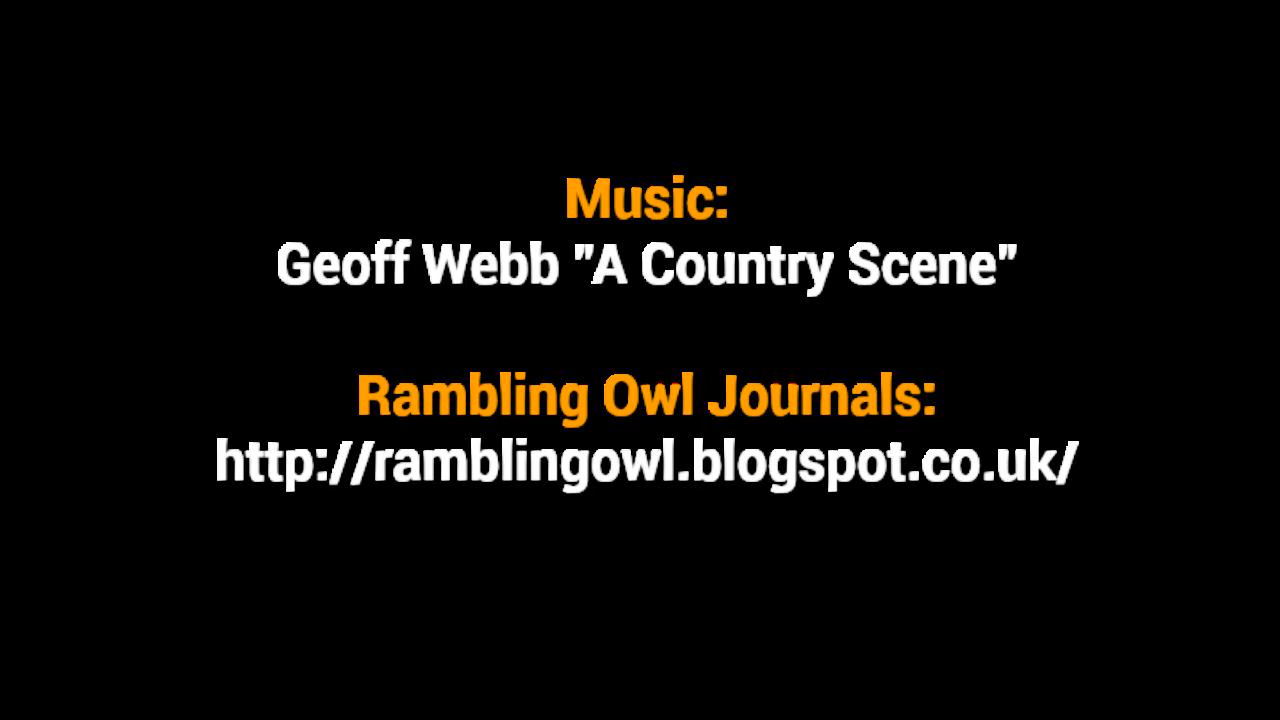 Music:
Geoff Webb "A Country Scene"
Rambling Owl Journals:
http://ramblingowl.blogspot.co.uk/